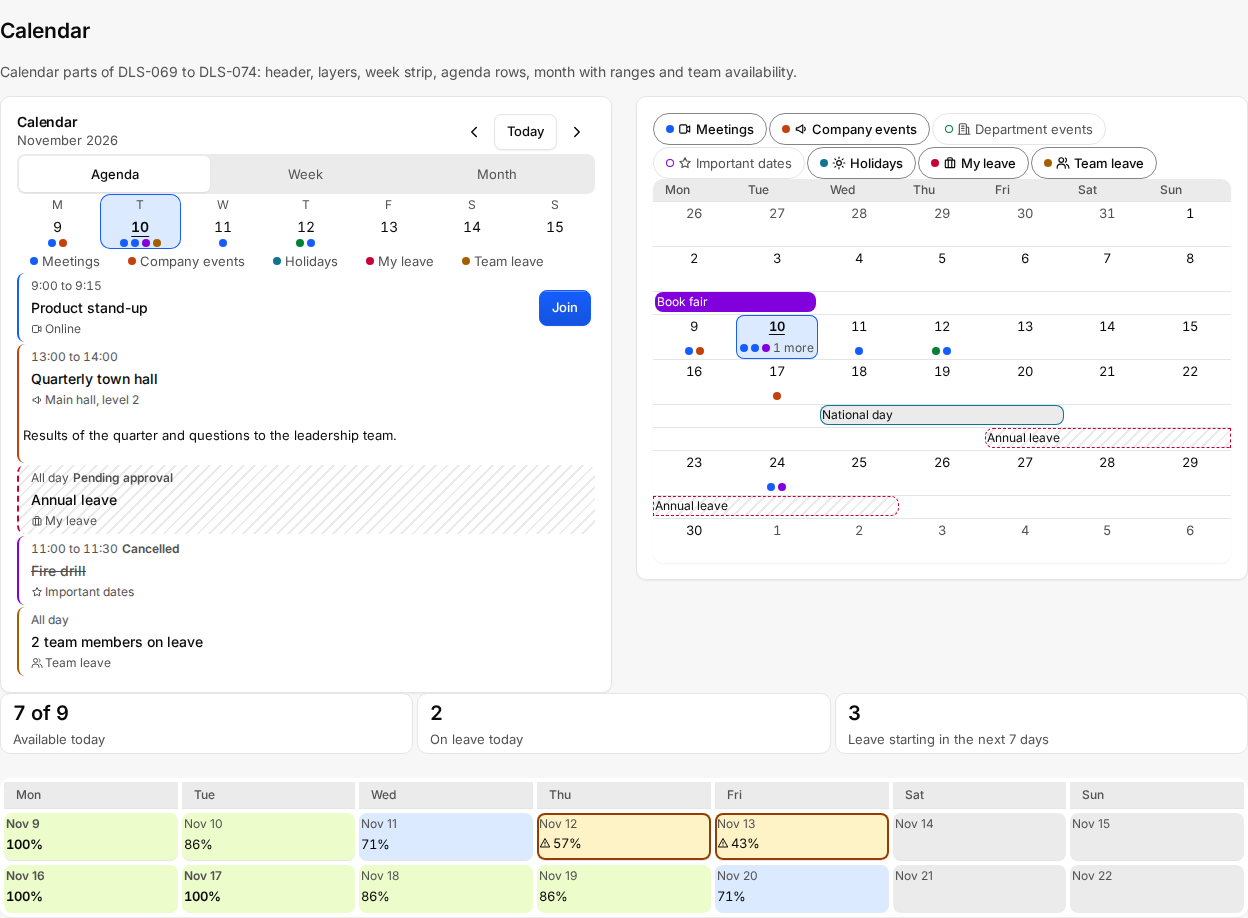 Calendar
Calendar parts of DLS-069 to DLS-074: header, layers, week strip, agenda rows, month with ranges and team availability.
Calendar
November 2026
Today
Agenda Week Month
M T W T F S S
9 10 11 12 13 14 15
Meetings Company events Holidays My leave Team leave
9:00 to 9:15
Product stand-up
Online
Join
13:00 to 14:00
Quarterly town hall
Main hall, level 2
Results of the quarter and questions to the leadership team.
All day Pending approval
Annual leave
My leave
11:00 to 11:30 Cancelled
Fire drill
Important dates
All day
2 team members on leave
Team leave
Meetings Company events Department events
Important dates Holidays My leave Team leave
Mon Tue Wed Thu Fri Sat Sun
26 27 28 29 30 31 1
2 3 4 5 6 7 8
Book fair
9 10 11 12 13 14 15
1 more
16 17 18 19 20 21 22
National day
Annual leave
23 24 25 26 27 28 29
Annual leave
30 1 2 3 4 5 6
7 of 9
Available today
2
On leave today
3
Leave starting in the next 7 days
Mon Tue Wed Thu Fri Sat Sun
Nov 9 Nov 10 Nov 11 Nov 12 Nov 13 Nov 14 Nov 15
100% 86% 71% 57% 43%
Nov 16 Nov 17 Nov 18 Nov 19 Nov 20 Nov 21 Nov 22
100% 100% 86% 86% 71%